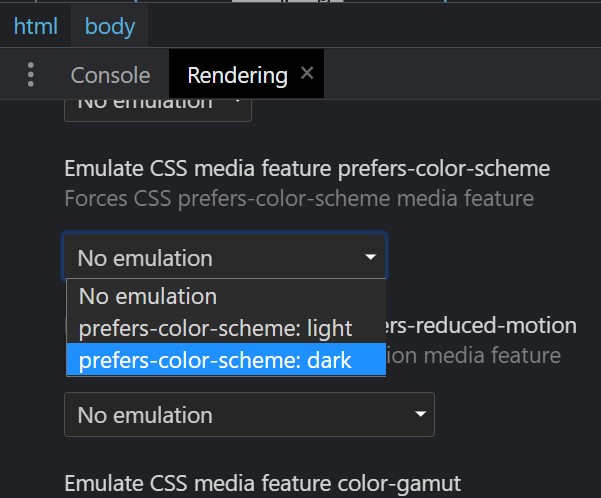 html body
Console Rendering ×
No emulation
Emulate CSS media feature prefers-color-scheme
Forces CSS prefers-color-scheme media feature
No emulation
No emulation
prefers-color-scheme: light
ers-reduced-motion
prefers-color-scheme: dark
ion media feature
No emulation
Emulate CSS media feature color-gamut